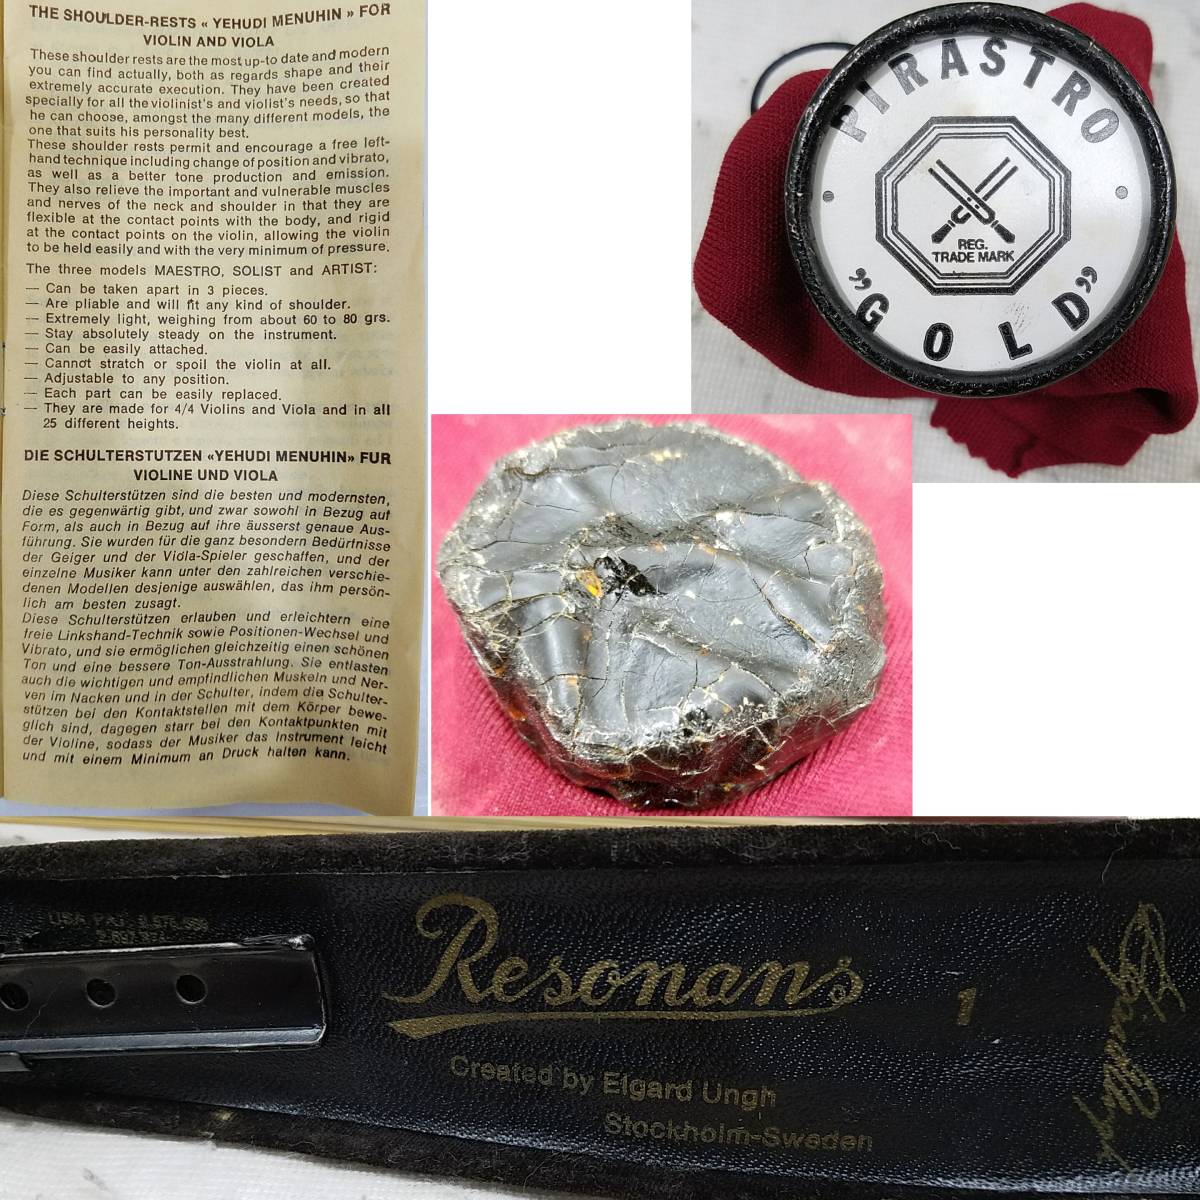 THE SHOULDER-RESTS « YEHUDI MENUHIN » FOR
VIOLIN AND VIOLA
These shoulder rests are the most up-to date and modern
you can find actually, both as regards shape and their
extremely accurate execution. They have been created
specially for all the violinist's and violist's needs, so that
he can choose, amongst the many different models, the
one that suits his personality best.
These shoulder rests permit and encourage a free left-
hand technique including change of position and vibrato,
as well as a better tone production and emission.
They also relieve the important and vulnerable muscles
and nerves of the neck and shoulder in that they are
flexible at the contact points with the body, and rigid
at the contact points on the violin, allowing the violin
to be held easily and with the very minimum of pressure.
The three models MAESTRO, SOLIST and ARTIST:
— Can be taken apart in 3 pieces.
— Are pliable and will fit any kind of shoulder.
— Extremely light, weighing from about 60 to 80 grs.
— Stay absolutely steady on the instrument.
— Can be easily attached.
— Cannot stratch or spoil the violin at all.
— Adjustable to any position.
— Each part can be easily replaced.
— They are made for 4/4 Violins and Viola and in all
25 different heights.
DIE SCHULTERSTUTZEN «YEHUDI MENUHIN» FUR
VIOLINE UND VIOLA
Diese Schulterstützen sind die besten und modernsten,
die es gegenwärtig gibt, und zwar sowohl in Bezug auf
Form, als auch in Bezug auf ihre äusserst genaue Aus-
führung. Sie wurden für die ganz besondern Bedürfnisse
der Geiger und der Viola-Spieler geschaffen, und der
einzelne Musiker kann unter den zahlreichen verschie-
denen Modellen desjenige auswählen, das ihm persön-
lich am besten zusagt.
Diese Schulterstützen erlauben und erleichtern eine
freie Linkshand-Technik sowie Positionen-Wechsel und
Vibrato, und sie ermöglichen gleichzeitig einen schönen
Ton und eine bessere Ton-Ausstrahlung. Sie entlasten
auch die wichtigen und empfindlichen Muskeln und Ner-
ven im Nacken und in der Schulter, indem die Schulter-
stützen bei den Kontaktstellen mit dem Körper bewe-
glich sind, dagegen starr bei den Kontaktpunkten mit
der Violine, sodass der Musiker das Instrument leicht
und mit einem Minimum an Druck halten kann.
PIRASTRO
REG.
TRADE MARK
„GOLD”
USA PAT.
Resonans
1
Created by Elgard Ungh
Stockholm-Sweden